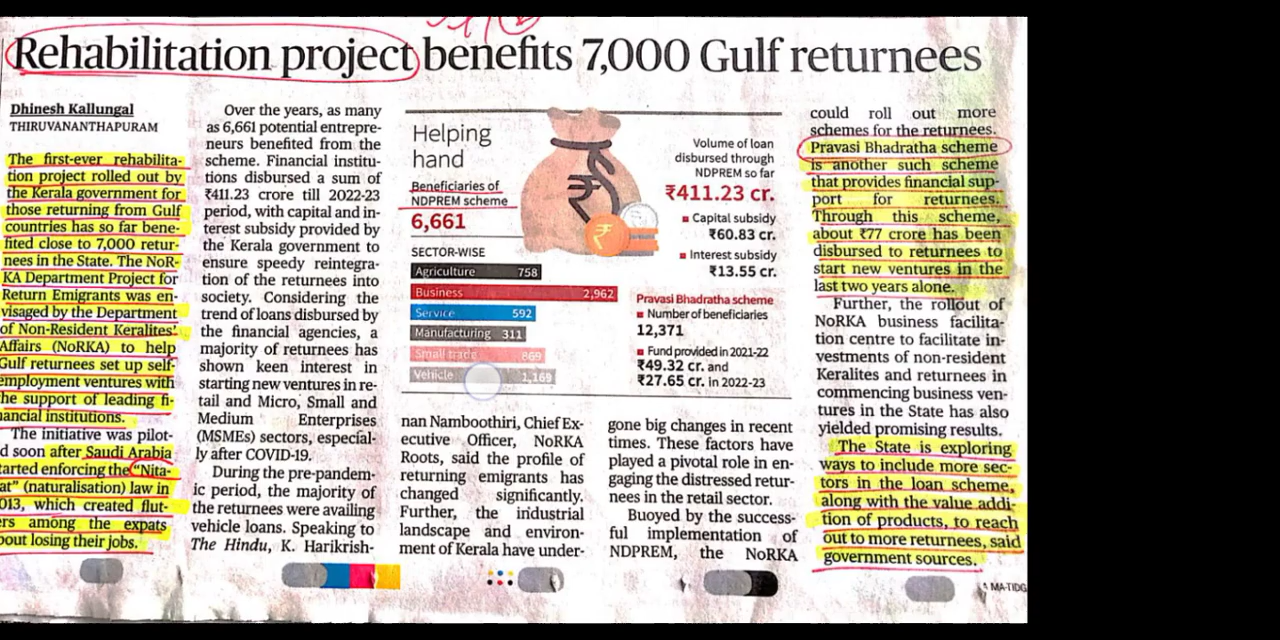 Rehabilitation project benefits 7,000 Gulf returnees
Dhinesh Kallungal
THIRUVANANTHAPURAM
The first-ever rehabilita-
tion project rolled out by
the Kerala government for
those returning from Gulf
countries has so far bene-
fited close to 7,000 retur-
nees in the State. The NoR-
KA Department Project for
Return Emigrants was en-
visaged by the Department
of Non-Resident Keralites'
Affairs (NoRKA) to help
Gulf returnees set up self-
employment ventures with
he support of leading fi-
nancial institutions.
The initiative was pilot-
d soon after Saudi Arabia
tarted enforcing the "Nita-
at" (naturalisation) law in
013, which created flut-
ers among the expats
bout losing their jobs.
Over the years, as many
as 6,661 potential entrepre-
neurs benefited from the
scheme. Financial institu-
tions disbursed a sum of
₹411.23 crore till 2022-23
period, with capital and in-
terest subsidy provided by
the Kerala government to
ensure speedy reintegra-
tion of the returnees into
society. Considering the
trend of loans disbursed by
the financial agencies, a
majority of returnees has
shown keen interest in
starting new ventures in re-
tail and Micro, Small and
Medium Enterprises
(MSMEs) sectors, especial-
ly after COVID-19.
During the pre-pandem-
ic period, the majority of
the returnees were availing
vehicle loans. Speaking to
The Hindu, K. Harikrish-
Helping
hand
Beneficiaries of
NDPREM scheme
6,661
SECTOR-WISE
Agriculture 758
Business 2,962
Service 592
Manufacturing 311
Small trade 869
Vehicle 1,169
Volume of loan
disbursed through
NDPREM so far
₹411.23 cr.
Capital subsidy
₹60.83 cr.
Interest subsidy
₹13.55 cr.
Pravasi Bhadratha scheme
Number of beneficiaries
12,371
Fund provided in 2021-22
₹49.32 cr. and
₹27.65 cr. in 2022-23
nan Namboothiri, Chief Ex-
ecutive Officer, NoRKA
Roots, said the profile of
returning emigrants has
changed significantly.
Further, the industrial
landscape and environ-
ment of Kerala have under-
gone big changes in recent
times. These factors have
played a pivotal role in en-
gaging the distressed retur-
nees in the retail sector.
Buoyed by the success-
ful implementation of
NDPREM, the NoRKA
could roll out more
schemes for the returnees.
Pravasi Bhadratha scheme
is another such scheme
that provides financial sup-
port for returnees.
Through this scheme,
about ₹77 crore has been
disbursed to returnees to
start new ventures in the
last two years alone.
Further, the rollout of
NoRKA business facilita-
tion centre to facilitate in-
vestments of non-resident
Keralites and returnees in
commencing business ven-
tures in the State has also
yielded promising results.
The State is exploring
ways to include more sec-
tors in the loan scheme,
along with the value addi-
tion of products, to reach
out to more returnees, said
government sources.
MA-TIDG